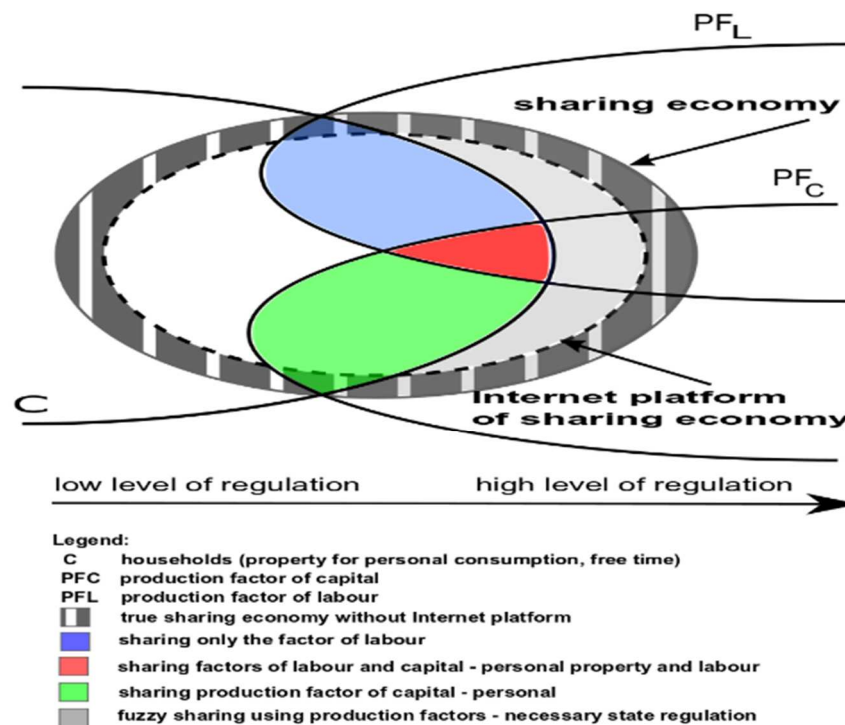 PF_L
sharing economy
PF_C
Internet platform
of sharing economy
C
low level of regulation high level of regulation
Legend:
C households (property for personal consumption, free time)
PFC production factor of capital
PFL production factor of labour
true sharing economy without Internet platform
sharing only the factor of labour
sharing factors of labour and capital - personal property and labour
sharing production factor of capital - personal
fuzzy sharing using production factors - necessary state regulation